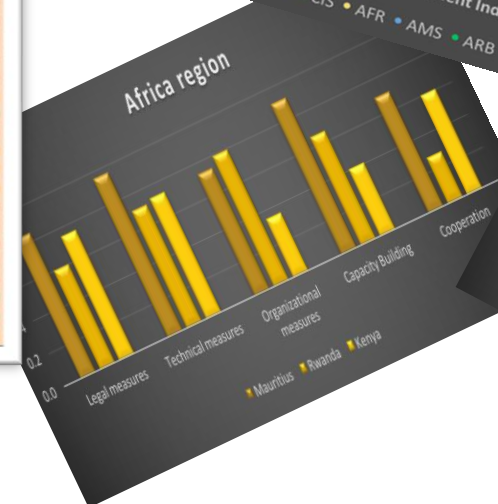 CIS AFR AMS ARB
Africa region
0.2
0.0
Legal measures
Technical measures
Organizational
measures
Capacity Building
Cooperation
Mauritius Rwanda Kenya